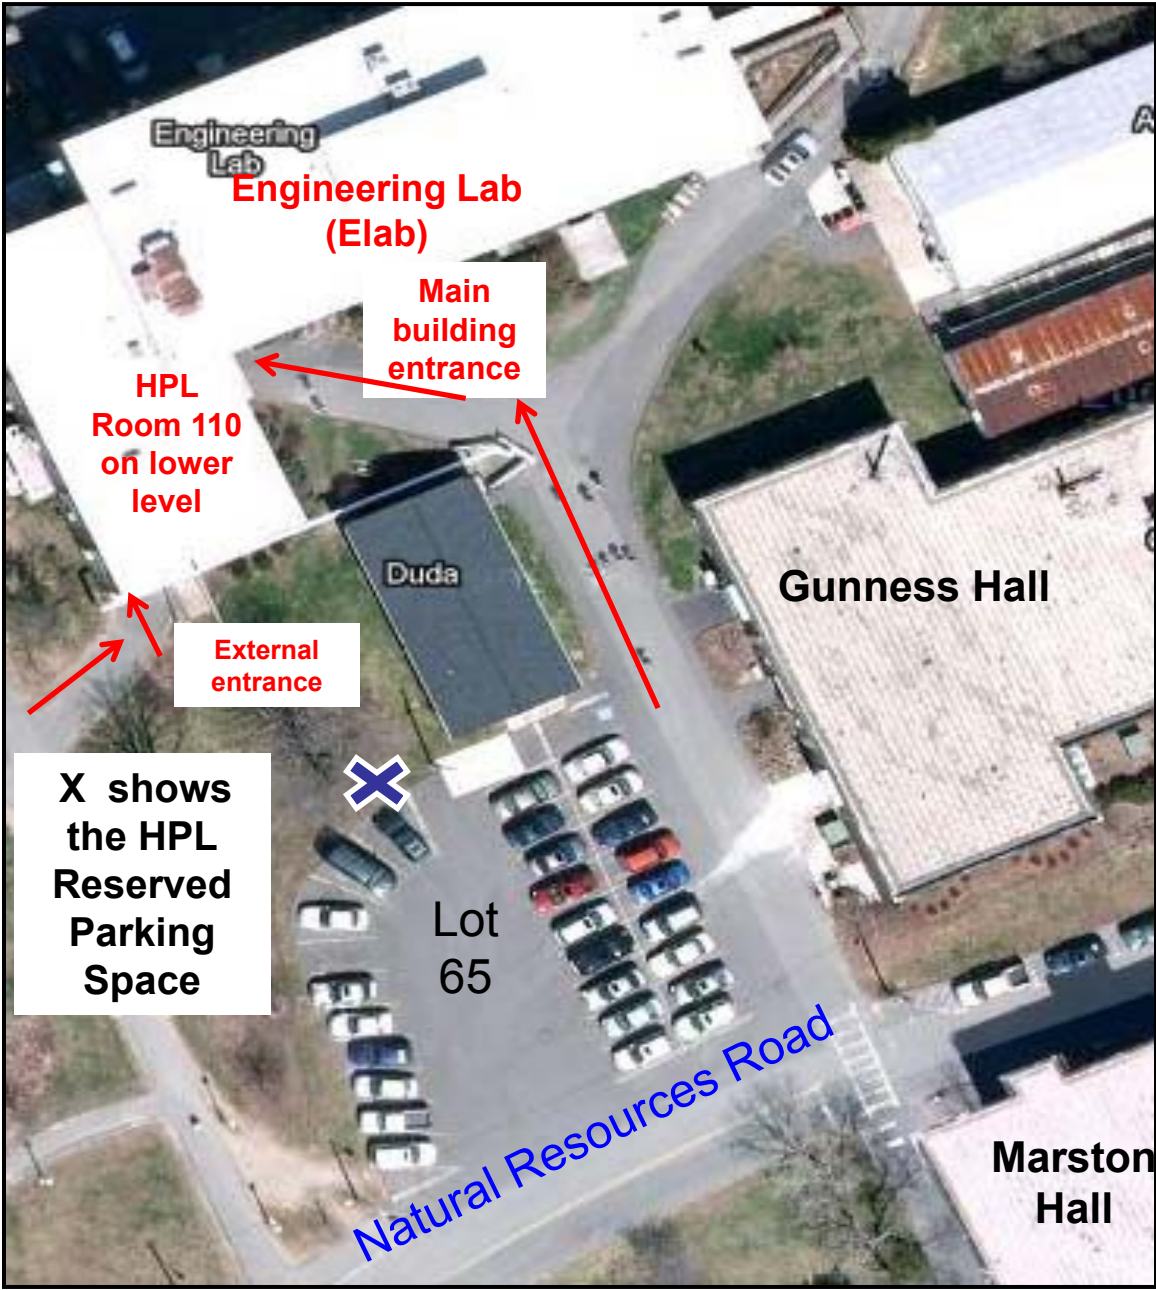 Engineering
Lab
Engineering Lab
(Elab)
Main
building
entrance
HPL
Room 110
on lower
level
Duda
Gunness Hall
External
entrance
X shows
the HPL
Reserved
Parking
Space
Lot
65
Natural Resources Road
Marston
Hall
A